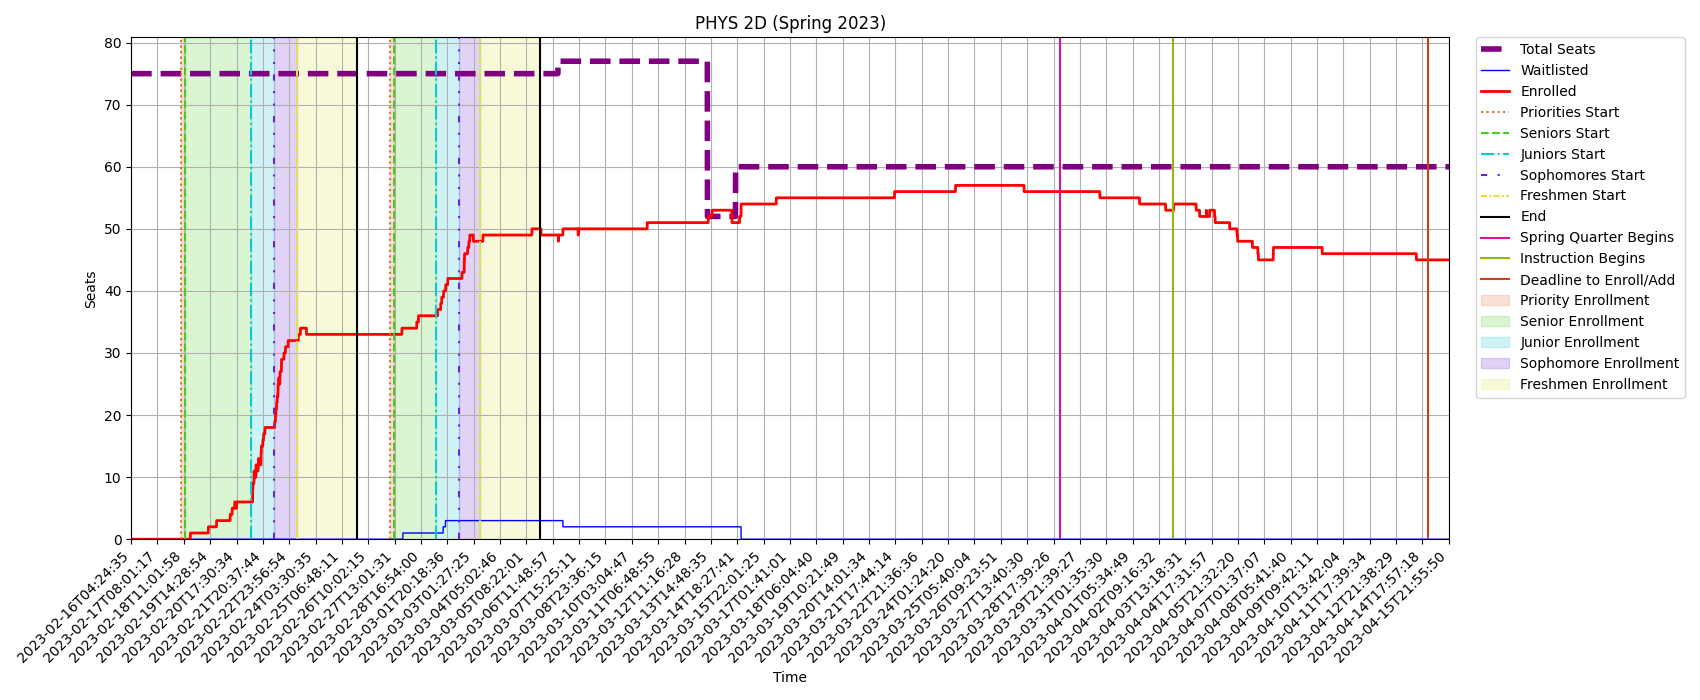 PHYS 2D (Spring 2023)
80
70
60
50
40
30
20
10
0
Seats
2023-02-16T04:24:35
2023-02-17T08:01:17
2023-02-18T11:01:58
2023-02-19T14:28:54
2023-02-20T17:30:34
2023-02-21T20:37:44
2023-02-22T23:56:54
2023-02-24T03:30:35
2023-02-25T06:48:11
2023-02-26T10:02:15
2023-02-27T13:01:31
2023-02-28T16:54:00
2023-03-01T20:18:36
2023-03-04T01:27:25
2023-03-04T05:02:46
2023-03-05T08:22:01
2023-03-06T11:48:57
2023-03-07T15:25:11
2023-03-08T23:36:15
2023-03-10T03:04:47
2023-03-11T06:48:55
2023-03-12T11:16:28
2023-03-13T14:48:35
2023-03-14T18:27:41
2023-03-15T22:01:25
2023-03-17T01:41:01
2023-03-18T06:04:40
2023-03-19T10:21:49
2023-03-20T14:01:34
2023-03-21T17:44:14
2023-03-22T21:36:36
2023-03-24T01:24:20
2023-03-25T05:40:04
2023-03-26T09:23:51
2023-03-27T13:40:30
2023-03-28T17:39:26
2023-03-29T21:39:27
2023-03-31T01:35:30
2023-04-01T05:34:49
2023-04-02T09:16:32
2023-04-03T13:18:31
2023-04-04T17:31:57
2023-04-05T21:32:20
2023-04-07T01:37:07
2023-04-08T05:41:40
2023-04-09T09:42:11
2023-04-10T13:42:04
2023-04-11T17:39:34
2023-04-12T21:38:29
2023-04-14T17:57:18
2023-04-15T21:55:50
Time
Total Seats
Waitlisted
Enrolled
Priorities Start
Seniors Start
Juniors Start
Sophomores Start
Freshmen Start
End
Spring Quarter Begins
Instruction Begins
Deadline to Enroll/Add
Priority Enrollment
Senior Enrollment
Junior Enrollment
Sophomore Enrollment
Freshmen Enrollment